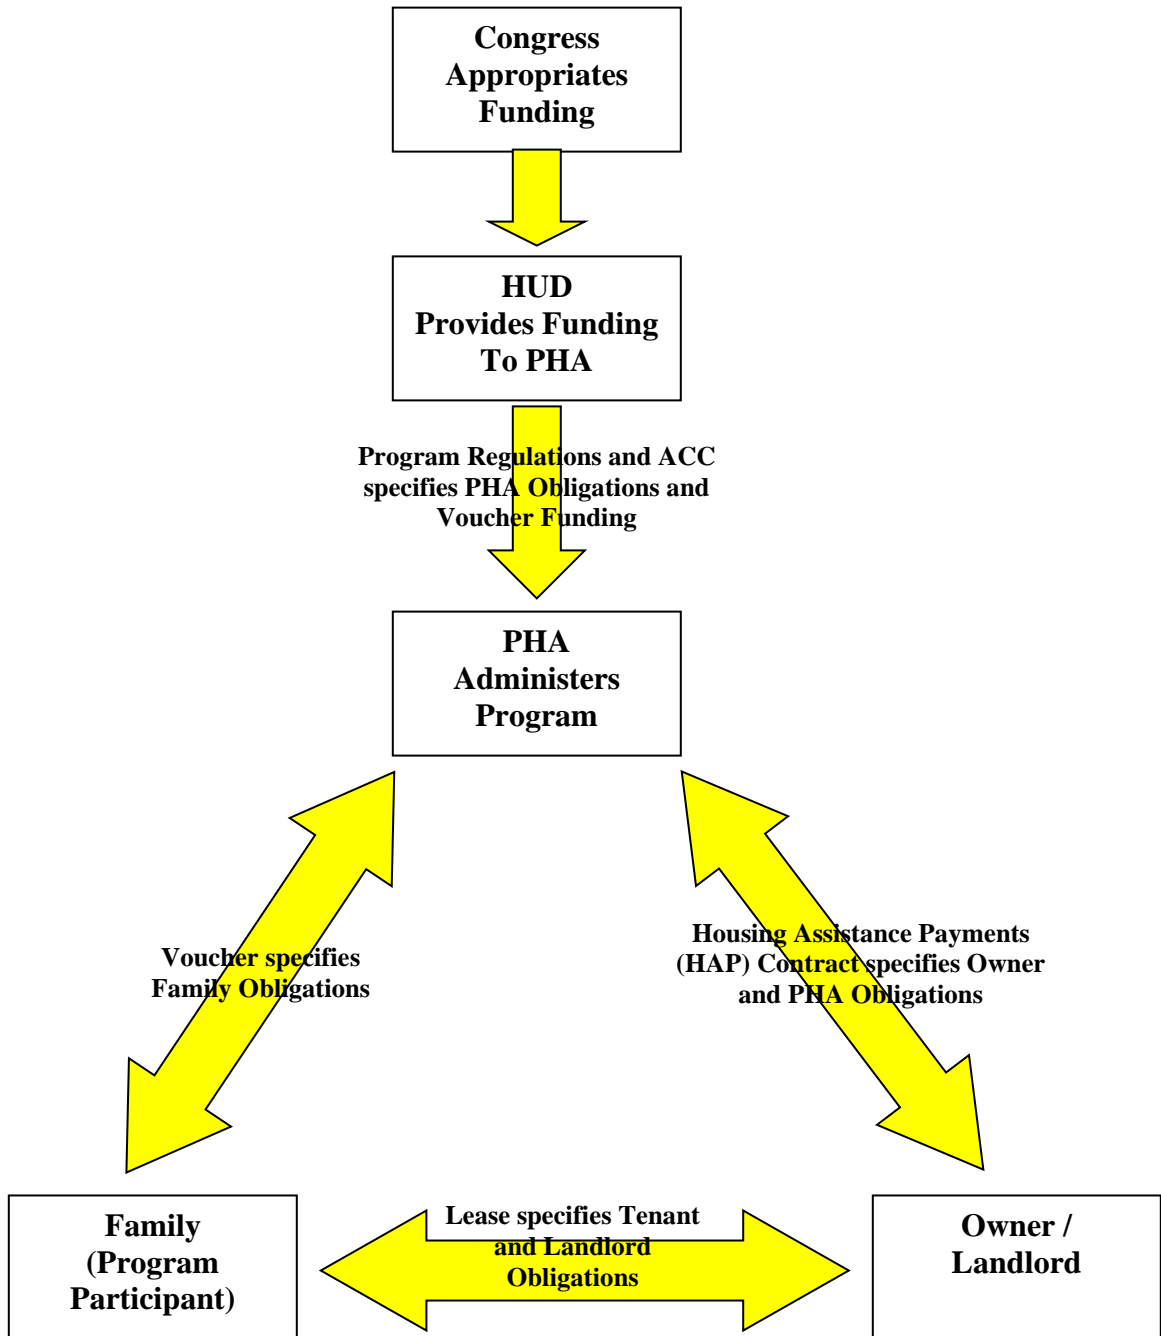 Congress
Appropriates
Funding
HUD
Provides Funding
To PHA
Program Regulations and ACC
specifies PHA Obligations and
Voucher Funding
PHA
Administers
Program
Voucher specifies
Family Obligations
Housing Assistance Payments
(HAP) Contract specifies Owner
and PHA Obligations
Family
(Program
Participant)
Lease specifies Tenant
and Landlord
Obligations
Owner /
Landlord